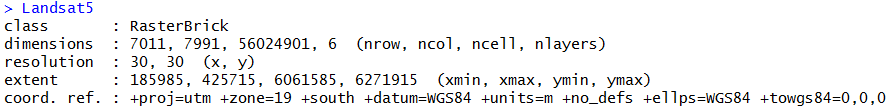 > Landsat5
class       : RasterBrick
dimensions  : 7011, 7991, 56024901, 6  (nrow, ncol, ncell, nlayers)
resolution  : 30, 30  (x, y)
extent      : 185985, 425715, 6061585, 6271915  (xmin, xmax, ymin, ymax)
coord. ref. : +proj=utm +zone=19 +south +datum=WGS84 +units=m +no_defs +ellps=WGS84 +towgs84=0,0,0